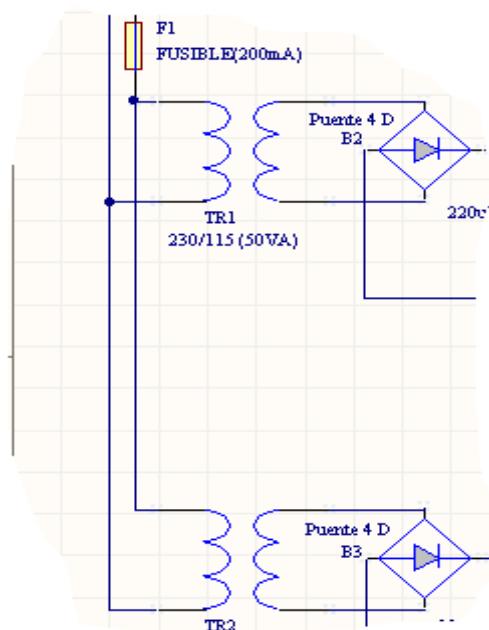 F1
FUSIBLE(200mA)
Puente 4 D
B2
TR1
230/115 (50VA)
Puente 4 D
B3
TR2